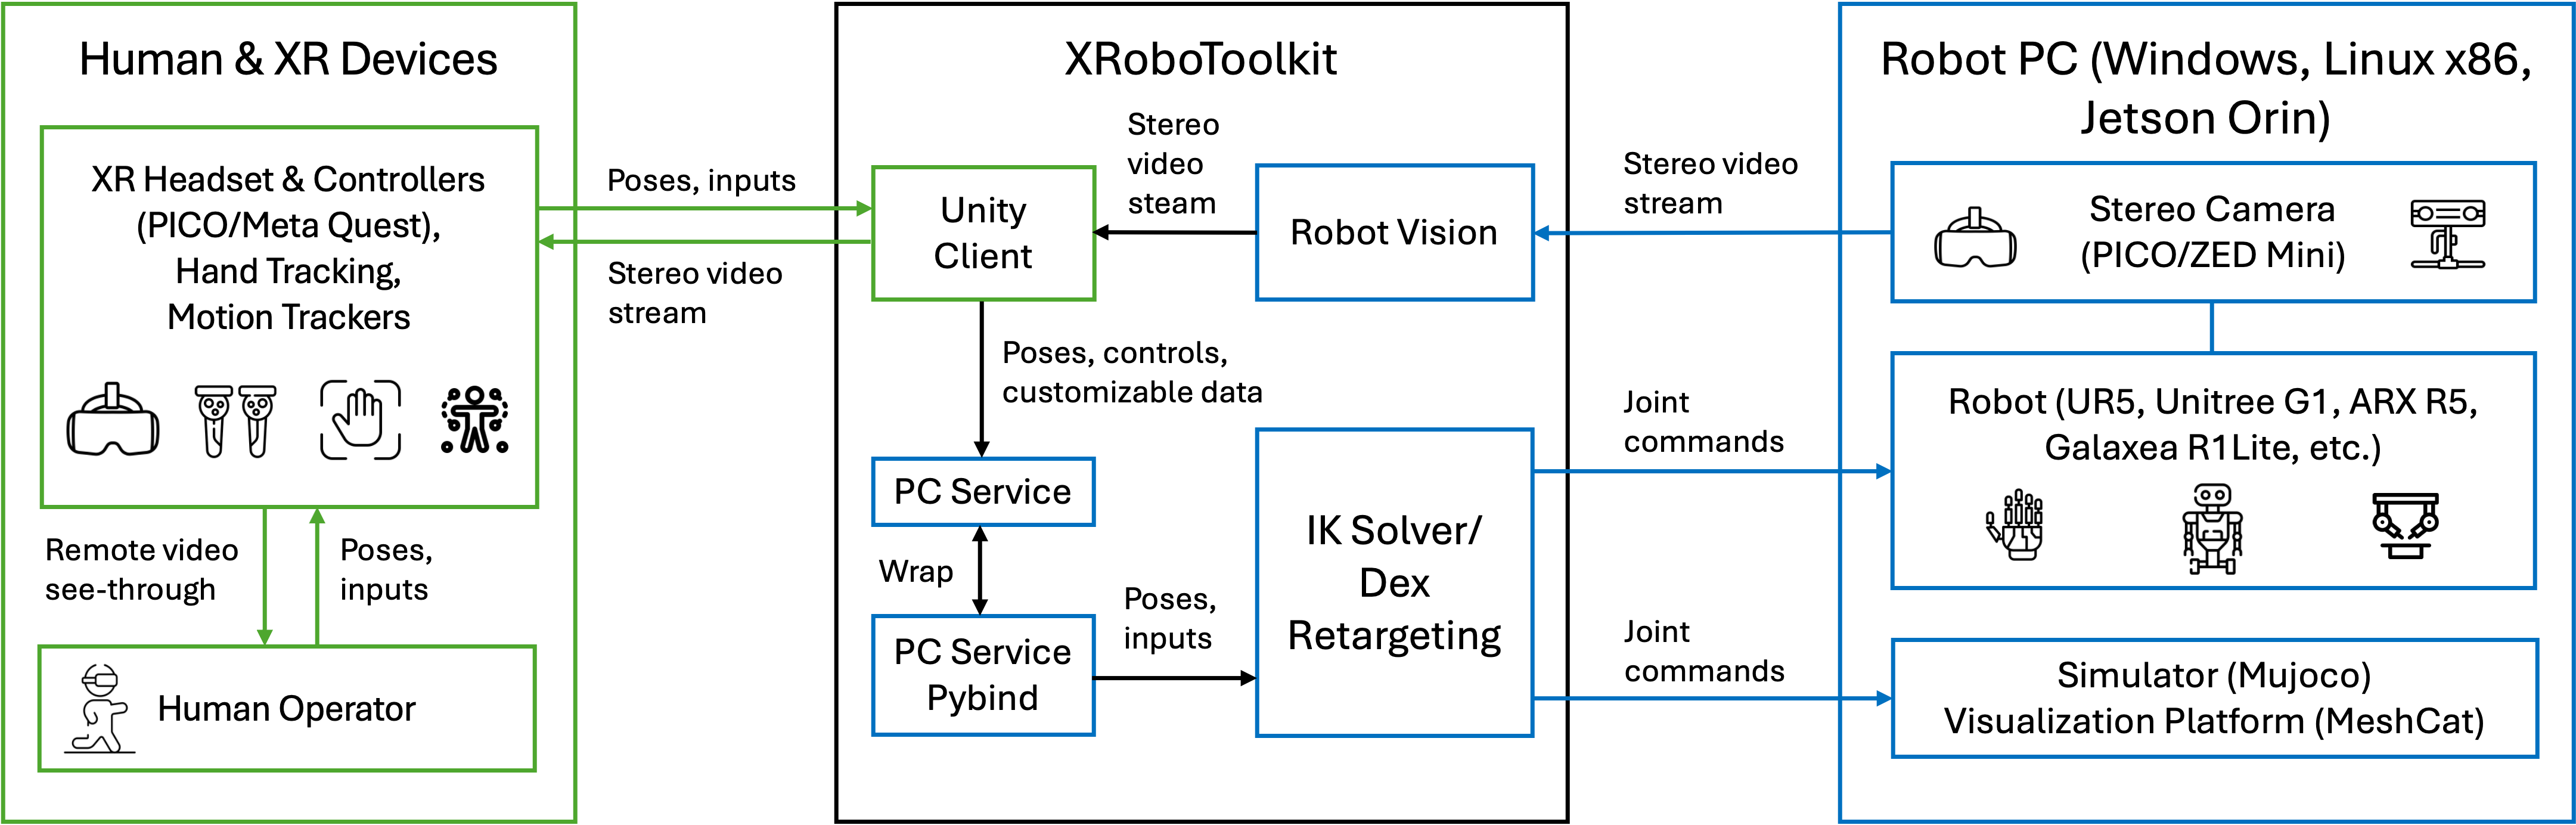 Human & XR Devices
XR Headset & Controllers
(PICO/Meta Quest),
Hand Tracking,
Motion Trackers
Remote video
see-through
Poses,
inputs
Human Operator
Poses, inputs
Stereo video
stream
XRoboToolkit
Unity
Client
Stereo
video
steam
Robot Vision
Poses, controls,
customizable data
PC Service
Wrap
PC Service
Pybind
Poses,
inputs
IK Solver/
Dex
Retargeting
Stereo video
stream
Joint
commands
Joint
commands
Robot PC (Windows, Linux x86,
Jetson Orin)
Stereo Camera
(PICO/ZED Mini)
Robot (UR5, Unitree G1, ARX R5,
Galaxea R1Lite, etc.)
Simulator (Mujoco)
Visualization Platform (MeshCat)